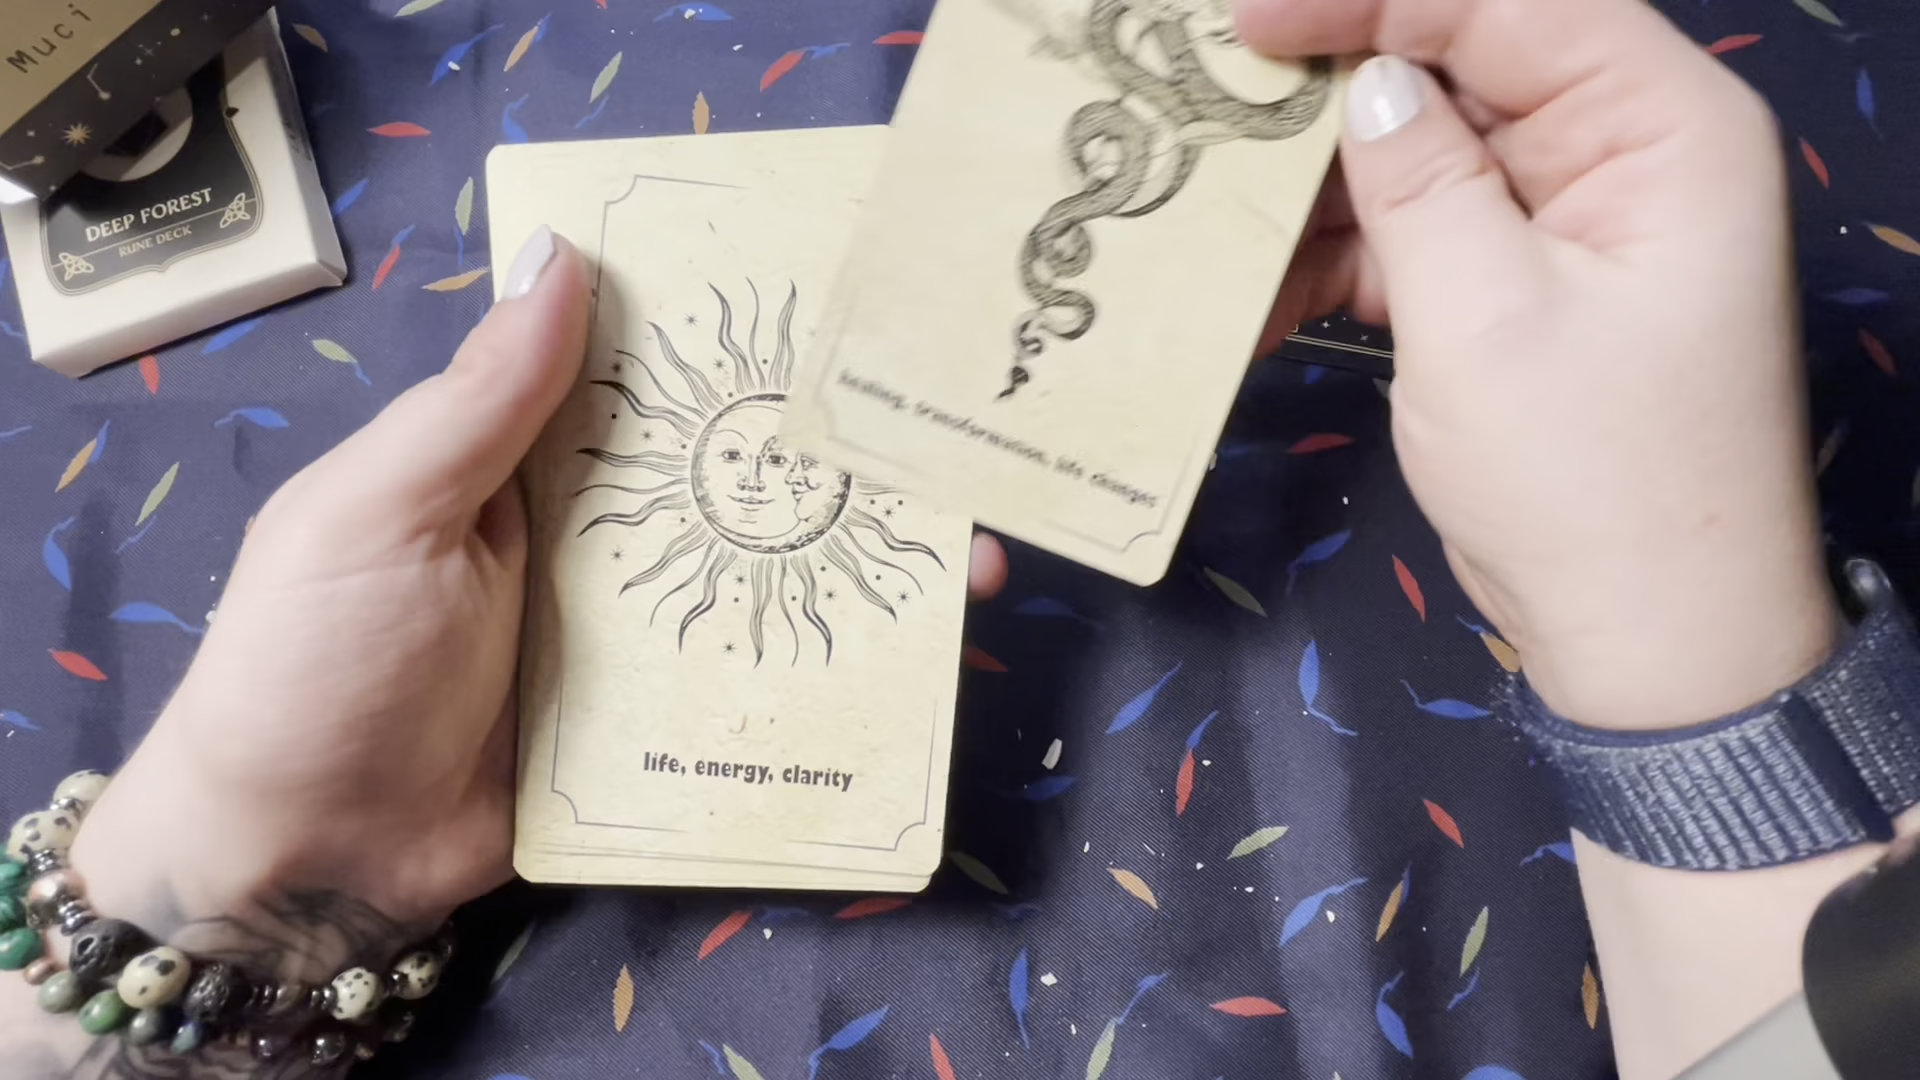 Muci
DEEP FOREST
RUNE DECK
healing, transformation, life changes
life, energy, clarity